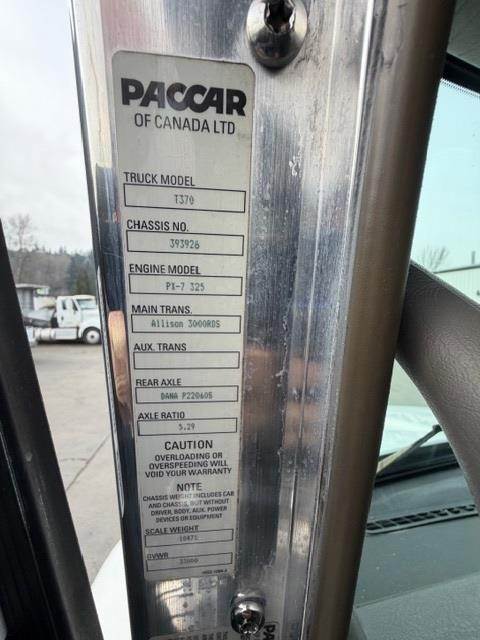 PACCAR
OF CANADA LTD
TRUCK MODEL
T370
CHASSIS NO.
393926
ENGINE MODEL
PX-7 325
MAIN TRANS.
Allison 3000RDS
AUX. TRANS
REAR AXLE
DANA P22060S
AXLE RATIO
5.29
CAUTION
OVERLOADING OR
OVERSPEEDING WILL
VOID YOUR WARRANTY
NOTE
CHASSIS WEIGHT INCLUDES CAB
AND CHASSIS, BUT WITHOUT
DRIVER, BODY, AUX. POWER
DEVICES OR EQUIPMENT
SCALE WEIGHT
GVWR
33000
PACCAR